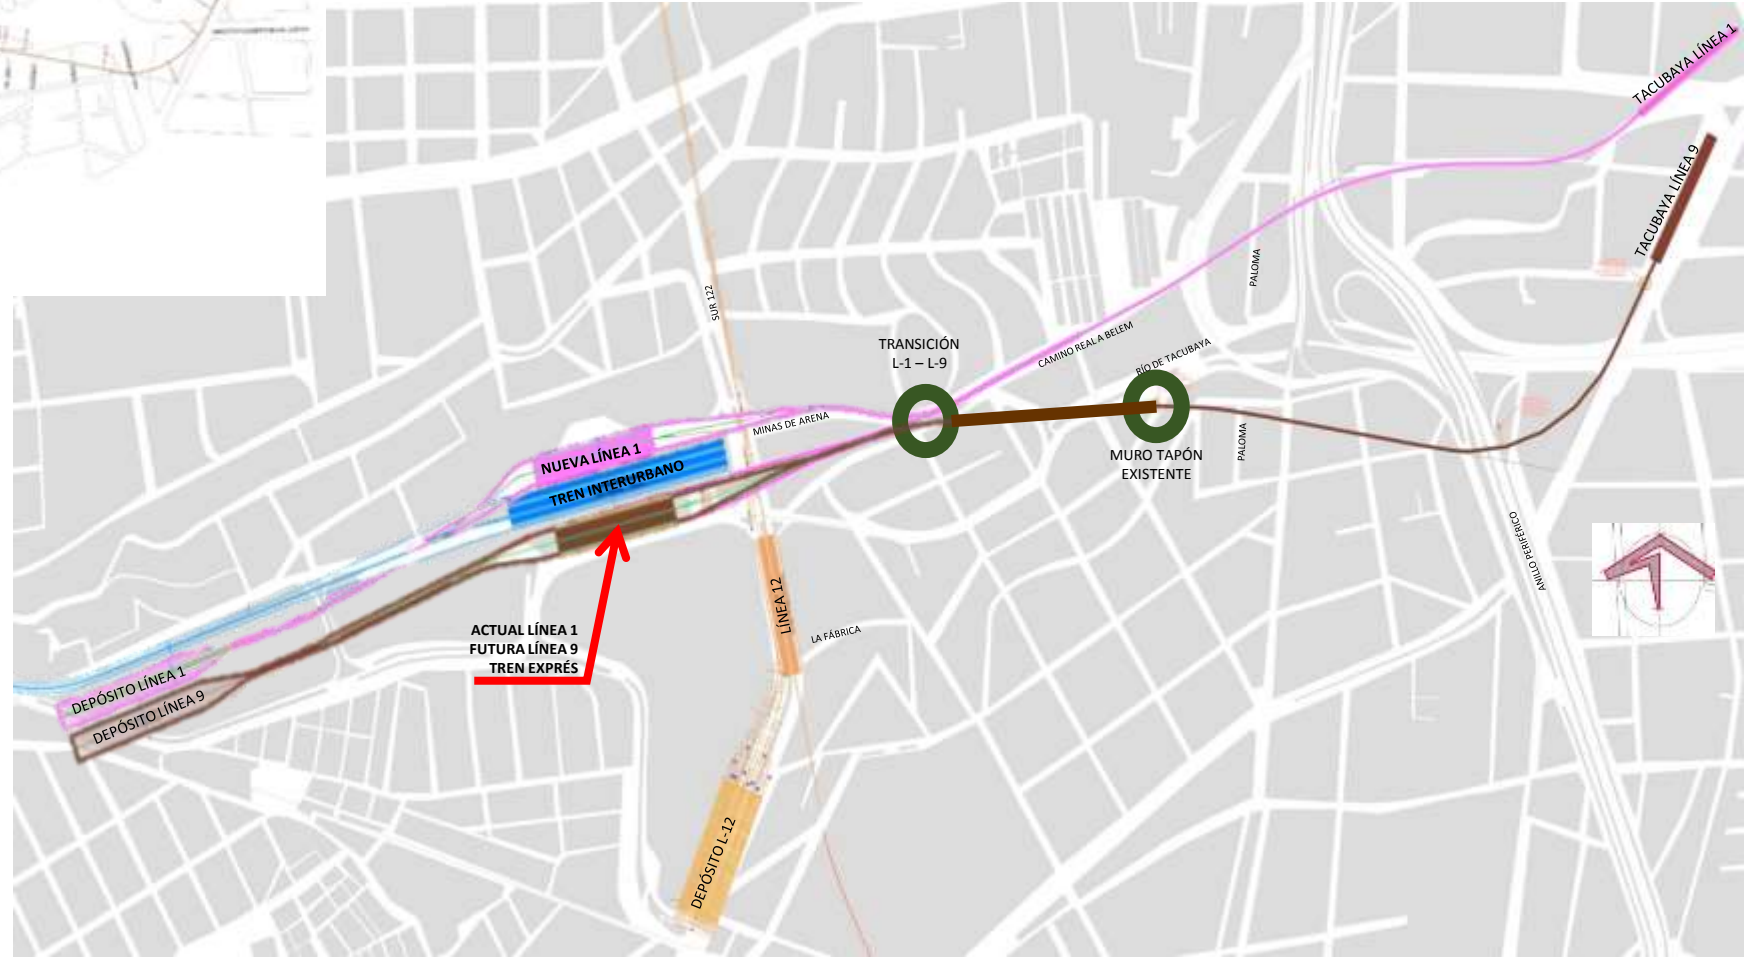 TACUBAYA LÍNEA 1
TACUBAYA LÍNEA 9
PALOMA
SUR 122
CAMINO REAL A BELEM
TRANSICIÓN
L-1 – L-9
RÍO DE TACUBAYA
MINAS DE ARENA
PALOMA
MURO TAPÓN
EXISTENTE
NUEVA LÍNEA 1
TREN INTERURBANO
ANILLO PERIFÉRICO
LÍNEA 12
LA FÁBRICA
ACTUAL LÍNEA 1
FUTURA LÍNEA 9
TREN EXPRÉS
DEPÓSITO LÍNEA 1
DEPÓSITO LÍNEA 9
DEPÓSITO L-12